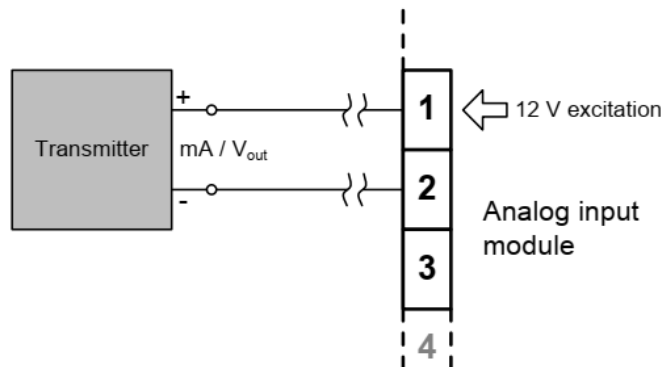 +
Transmitter
mA / Vout
-
1
12 V excitation
2
3
4
Analog input
module